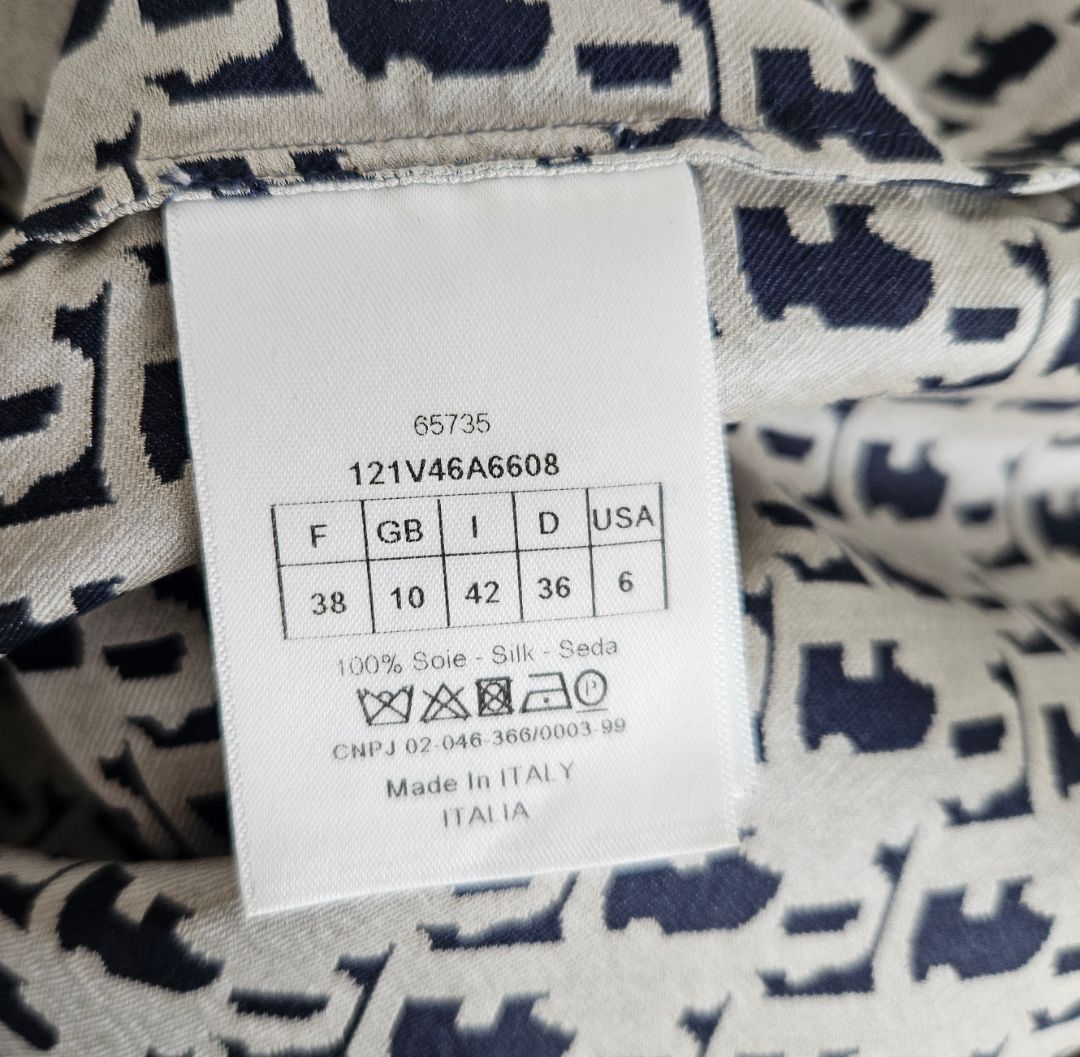 65735
121V46A6608
F GB I D USA
38 10 42 36 6
100% Soie - Silk - Seda
P
CNPJ 02-046-366/0003-99
Made In ITALY
ITALIA